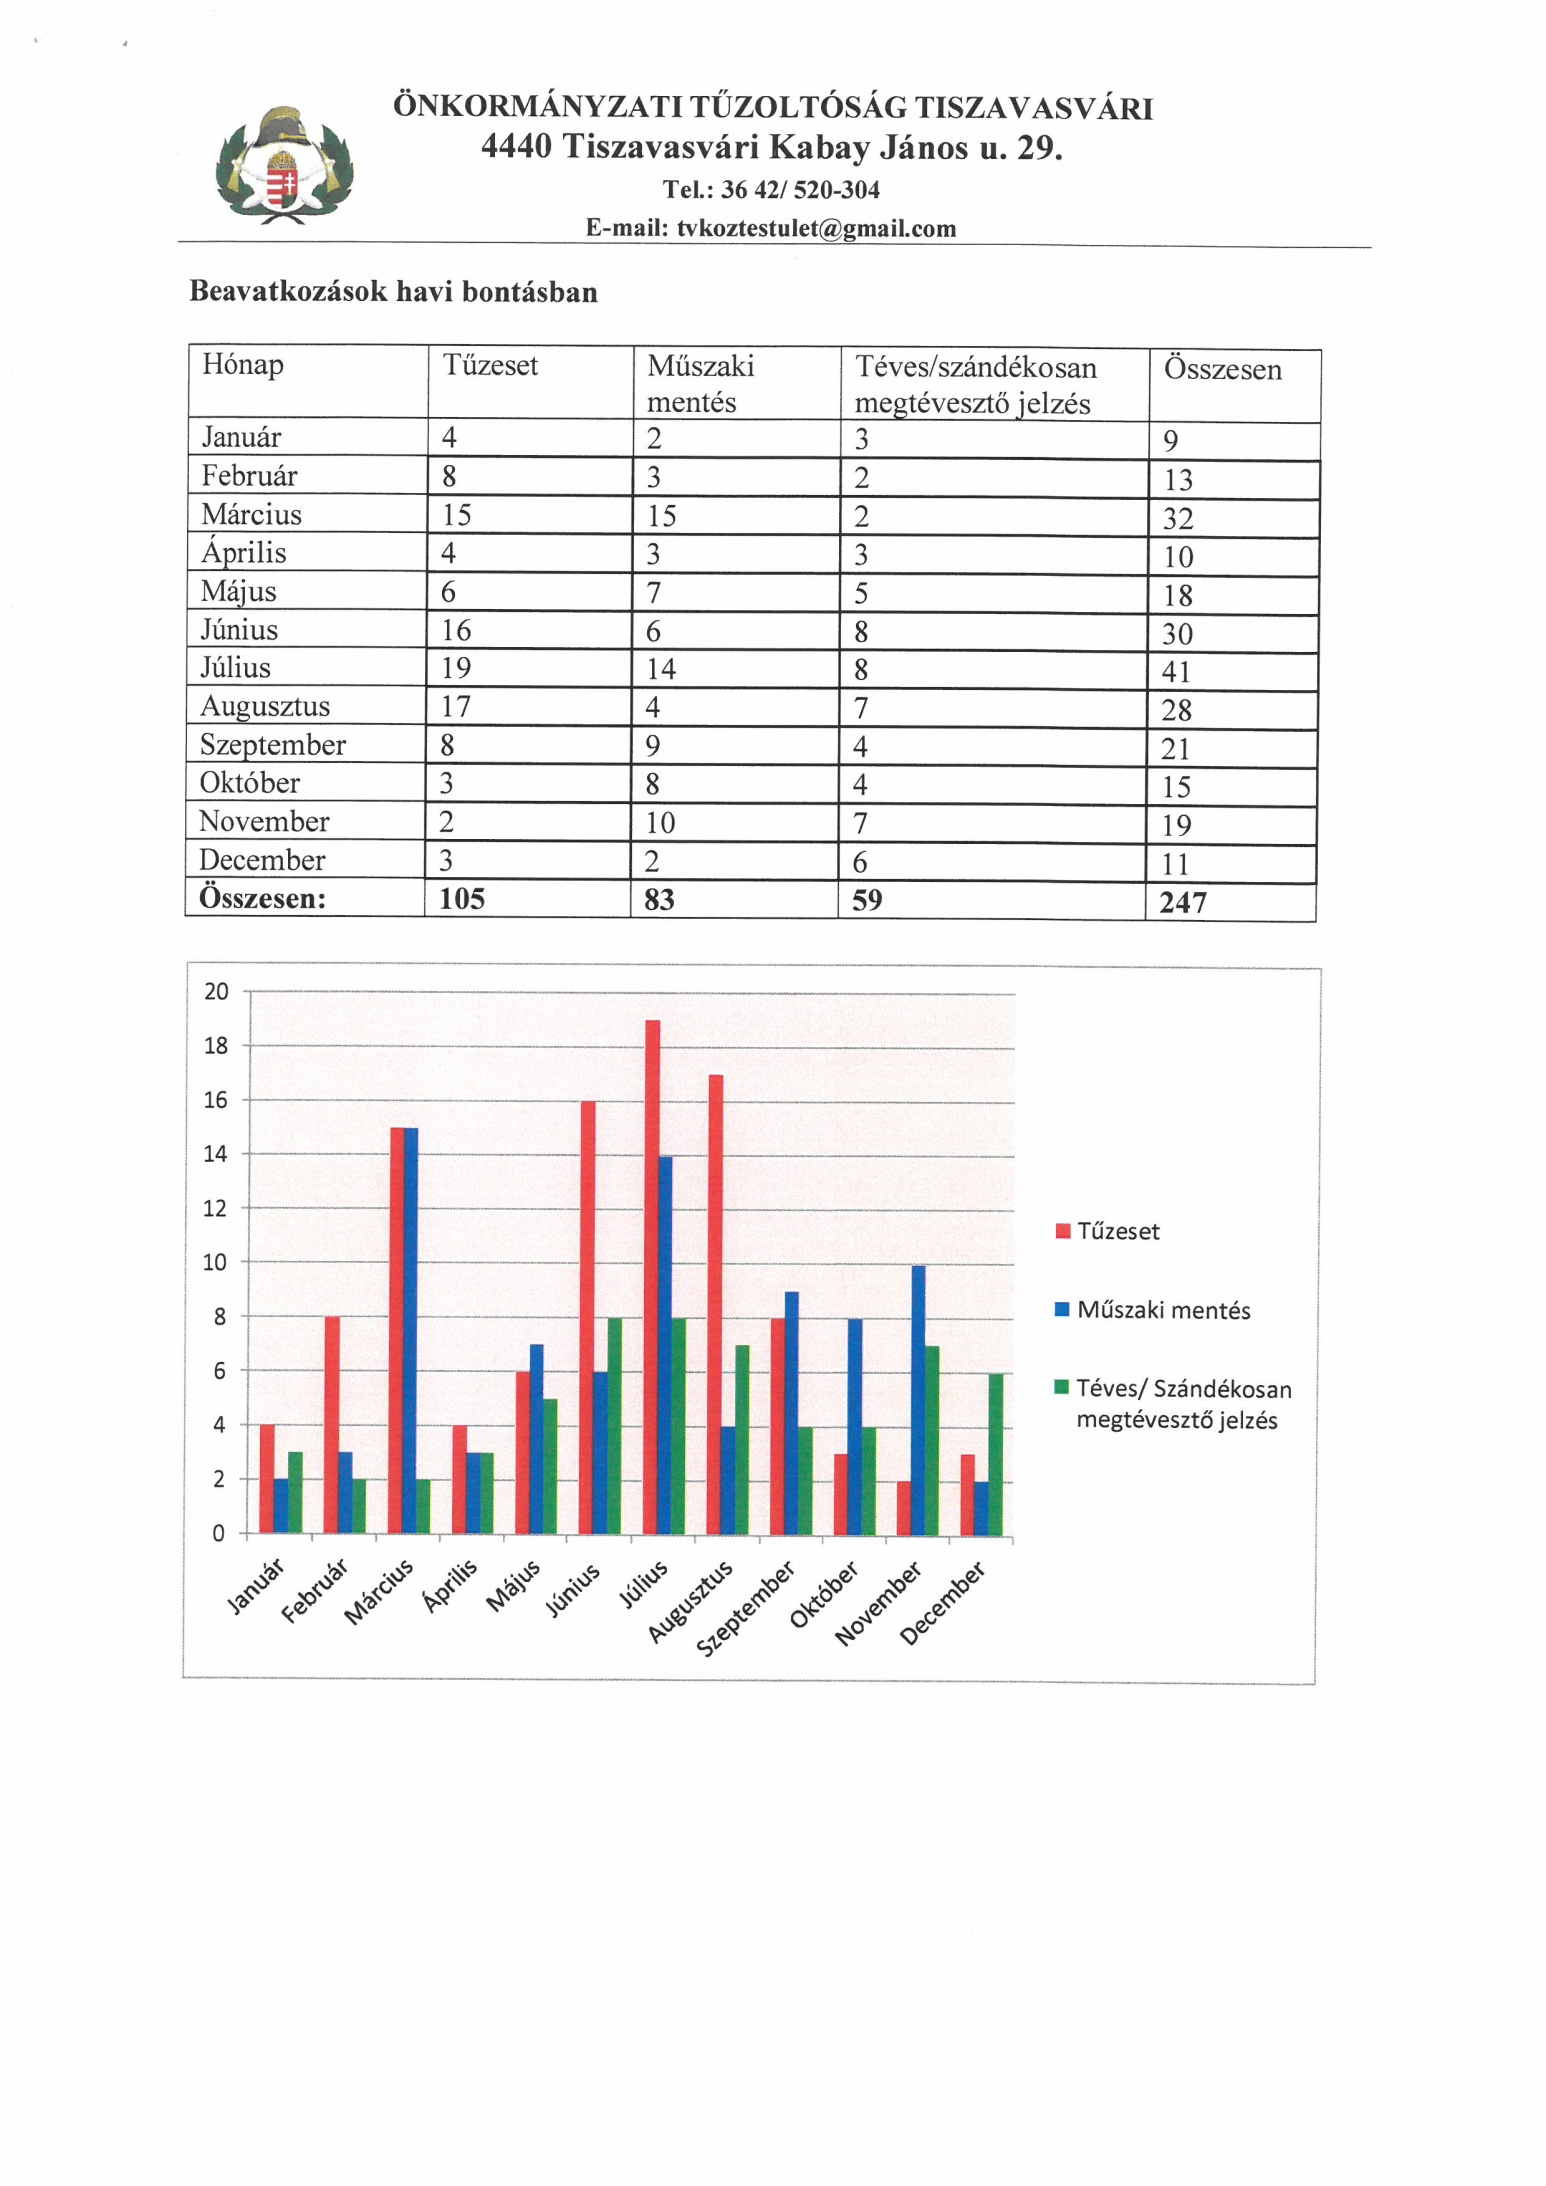 ÖNKORMÁNYZATI TŰZOLTÓSÁG TISZAVASVÁRI
4440 Tiszavasvári Kabay János u. 29.
Tel.: 36 42/ 520-304
E-mail: tvkoztestulet@gmail.com
Beavatkozások havi bontásban
Hónap Tűzeset Műszaki mentés Téves/szándékosan megtévesztő jelzés Összesen
Január 4 2 3 9
Február 8 3 2 13
Március 15 15 2 32
Április 4 3 3 10
Május 6 7 5 18
Június 16 6 8 30
Július 19 14 8 41
Augusztus 17 4 7 28
Szeptember 8 9 4 21
Október 3 8 4 15
November 2 10 7 19
December 3 2 6 11
Összesen: 105 83 59 247
20
18
16
14
12
10
8
6
4
2
0
Január Február Március Április Május Június Július Augusztus Szeptember Október November December
Tűzeset
Műszaki mentés
Téves/ Szándékosan
megtévesztő jelzés